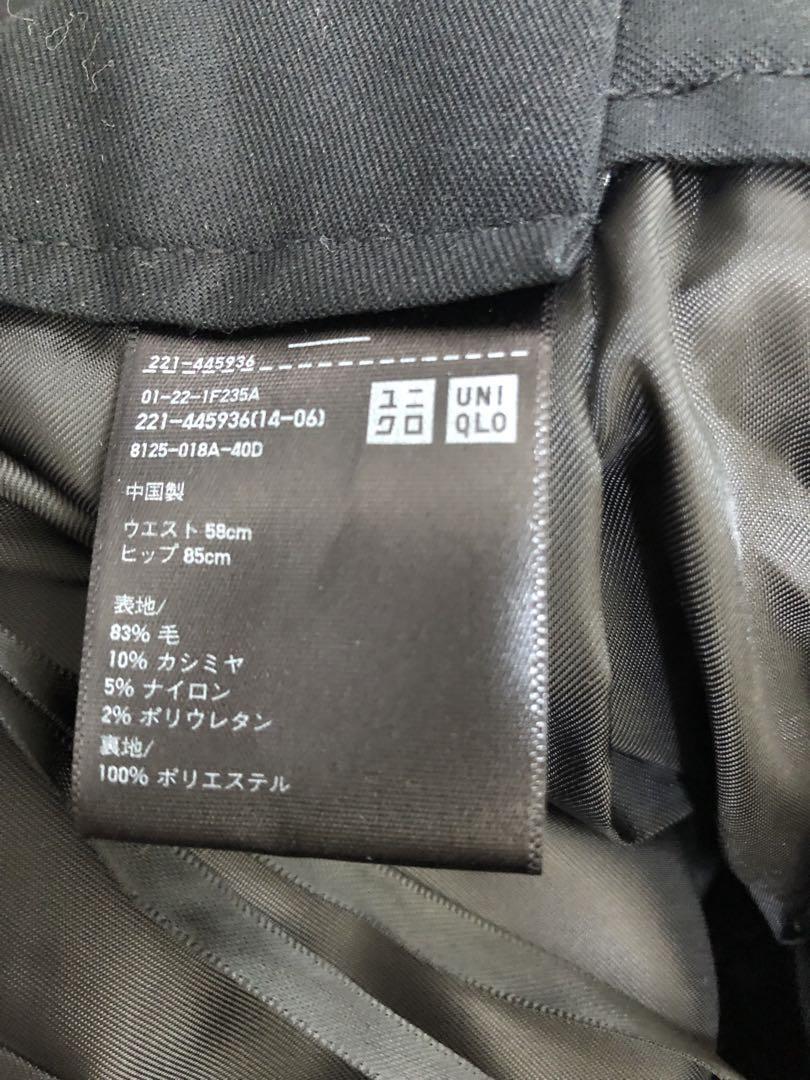 221-445936
01-22-1F235A
221-445936(14-06)
8125-018A-40D
ユニ
クロ
UNI
QLO
中国製
ウエスト 58cm
ヒップ 85cm
表地/
83% 毛
10% カシミヤ
5% ナイロン
2% ポリウレタン
裏地/
100% ポリエステル